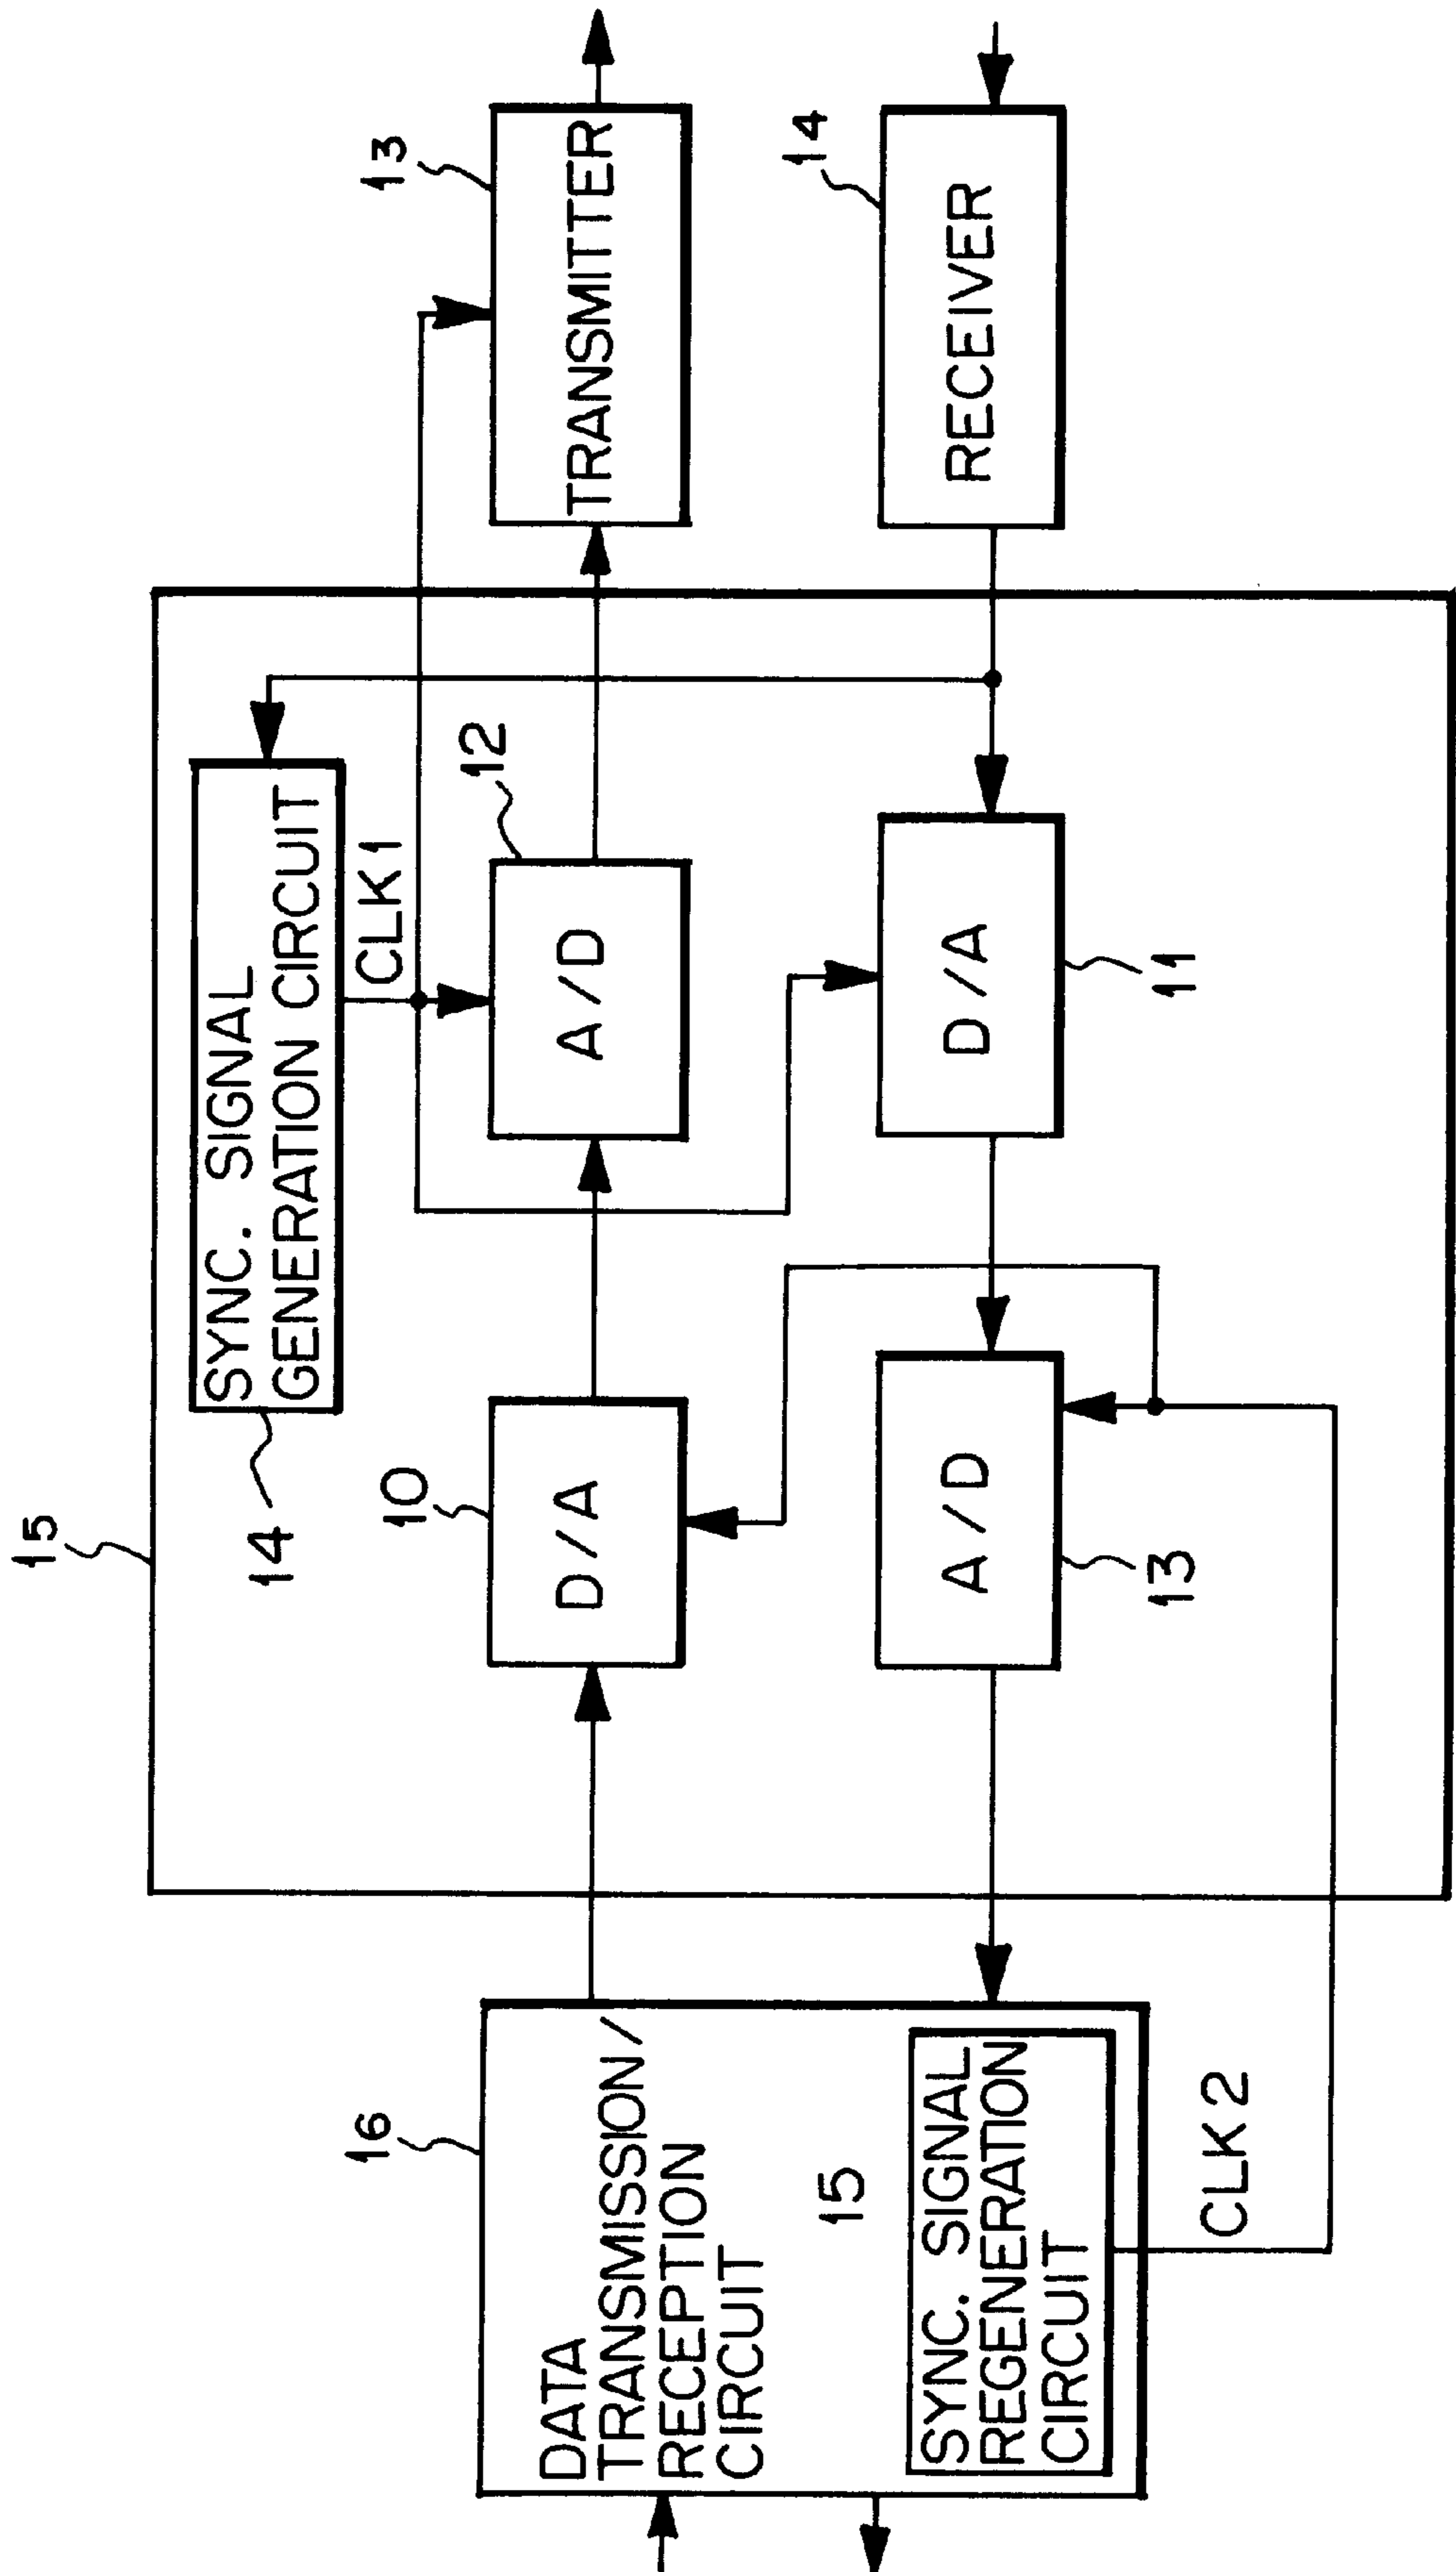 15
14
SYNC. SIGNAL
GENERATION CIRCUIT
CLK1
13
TRANSMITTER
16
DATA
TRANSMISSION/
RECEPTION
CIRCUIT
10
D/A
12
A/D
14
RECEIVER
15
SYNC. SIGNAL
REGENERATION
CIRCUIT
A/D
13
D/A
11
CLK2